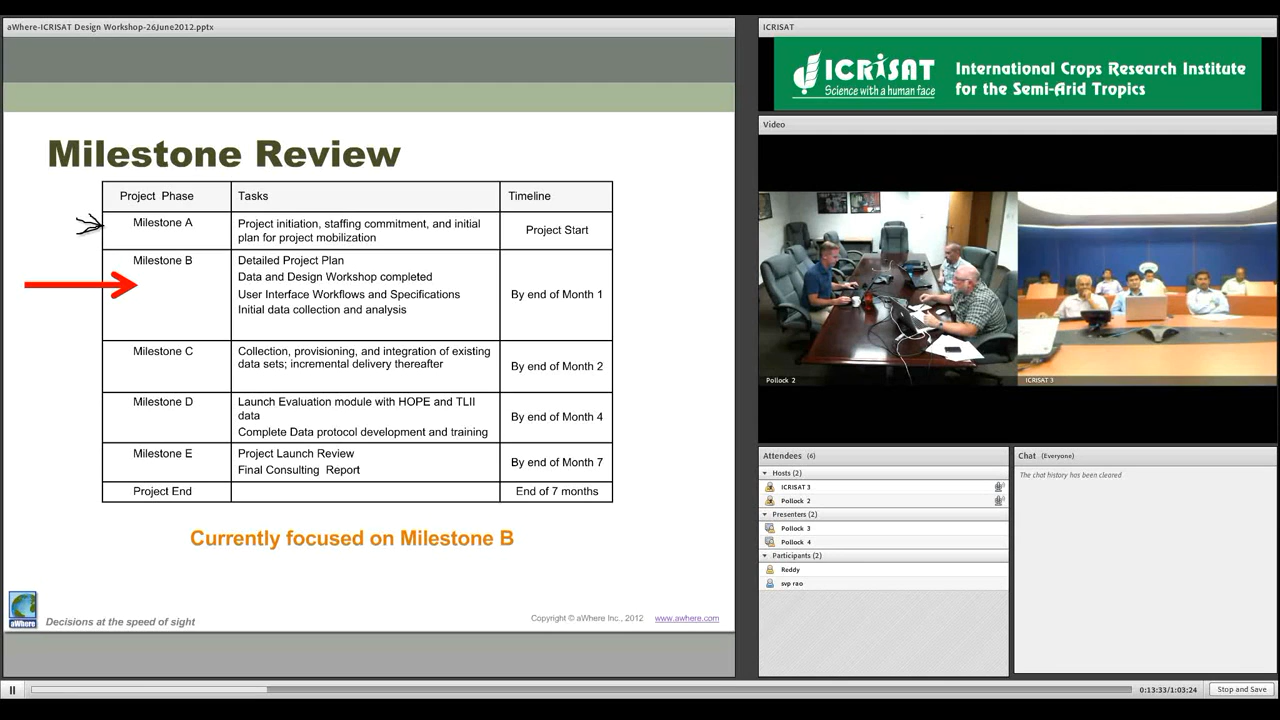 aWhere-ICRISAT Design Workshop-26June2012.pptx
Milestone Review
Project Phase
Tasks
Timeline
Milestone A
Project initiation, staffing commitment, and initial
plan for project mobilization
Project Start
Milestone B
Detailed Project Plan
Data and Design Workshop completed
User Interface Workflows and Specifications
Initial data collection and analysis
By end of Month 1
Milestone C
Collection, provisioning, and integration of existing
data sets; incremental delivery thereafter
By end of Month 2
Milestone D
Launch Evaluation module with HOPE and TLII
data
Complete Data protocol development and training
By end of Month 4
Milestone E
Project Launch Review
Final Consulting Report
By end of Month 7
Project End
End of 7 months
Currently focused on Milestone B
aWhere
Decisions at the speed of sight
Copyright © aWhere Inc., 2012 www.awhere.com
ICRISAT
ICRISAT
Science with a human face
International Crops Research Institute
for the Semi-Arid Tropics
Video
Pollock 2
ICRISAT 3
Attendees (6)
Hosts (2)
ICRISAT 3
Pollock 2
Presenters (2)
Pollock 3
Pollock 4
Participants (2)
Reddy
svp rao
Chat (Everyone)
The chat history has been cleared
0:13:33/1:03:24
Stop and Save